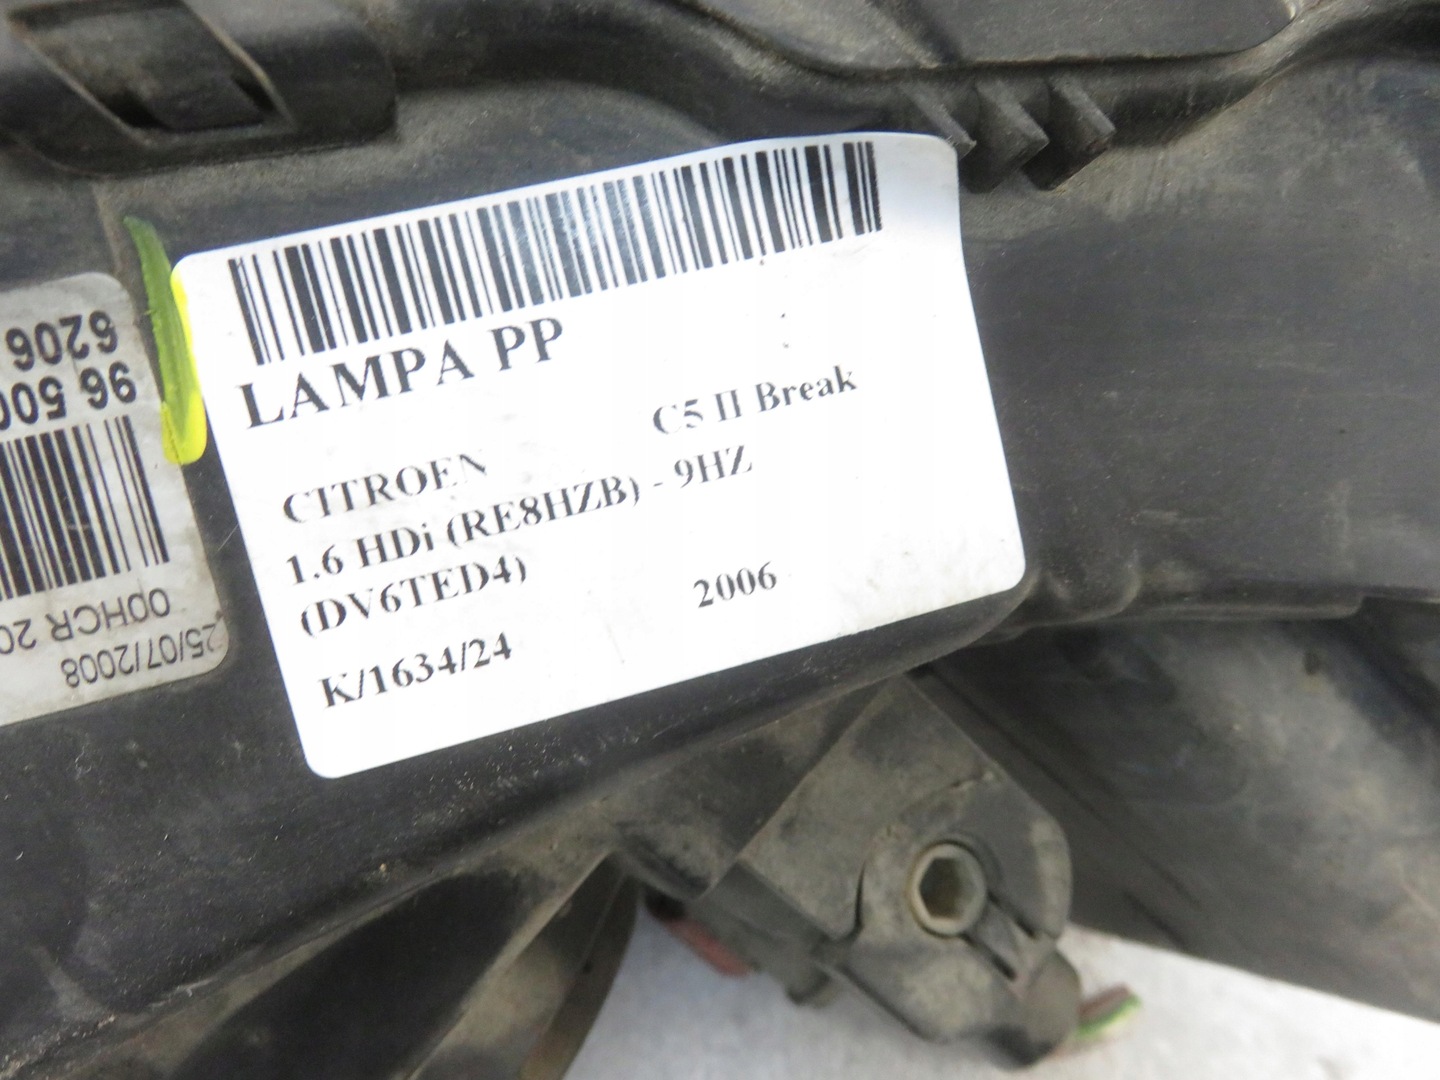 LAMPA PP
CITROEN C5 II Break
1.6 HDi (RE8HZB) - 9HZ
(DV6TED4)
2006
K/1634/24
25/07/2008
00HCR 20
96 500
6206